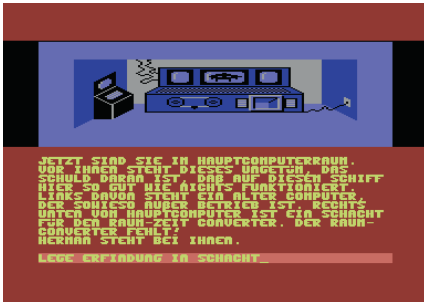 JETZT SIND SIE IM HAUPTCOMPUTERRAUM.
VOR IHNEN STEHT DIESES UNGETÜM, DAS
SCHULD DARAN IST, DAß AUF DIESEM SCHIFF
HIER SO GUT WIE NICHTS FUNKTIONIERT.
LINKS DAVON STEHT EIN ALTER COMPUTER,
DER SOWIESO AUßER BETRIEB IST. RECHTS
UNTEN VOM HAUPTCOMPUTER IST EIN SCHACHT
FÜR DEN RAUM-ZEIT CONVERTER. DER RAUM-
CONVERTER FEHLT!
HERMAN STEHT BEI IHNEN.
LEGE ERFINDUNG IN SCHACHT_